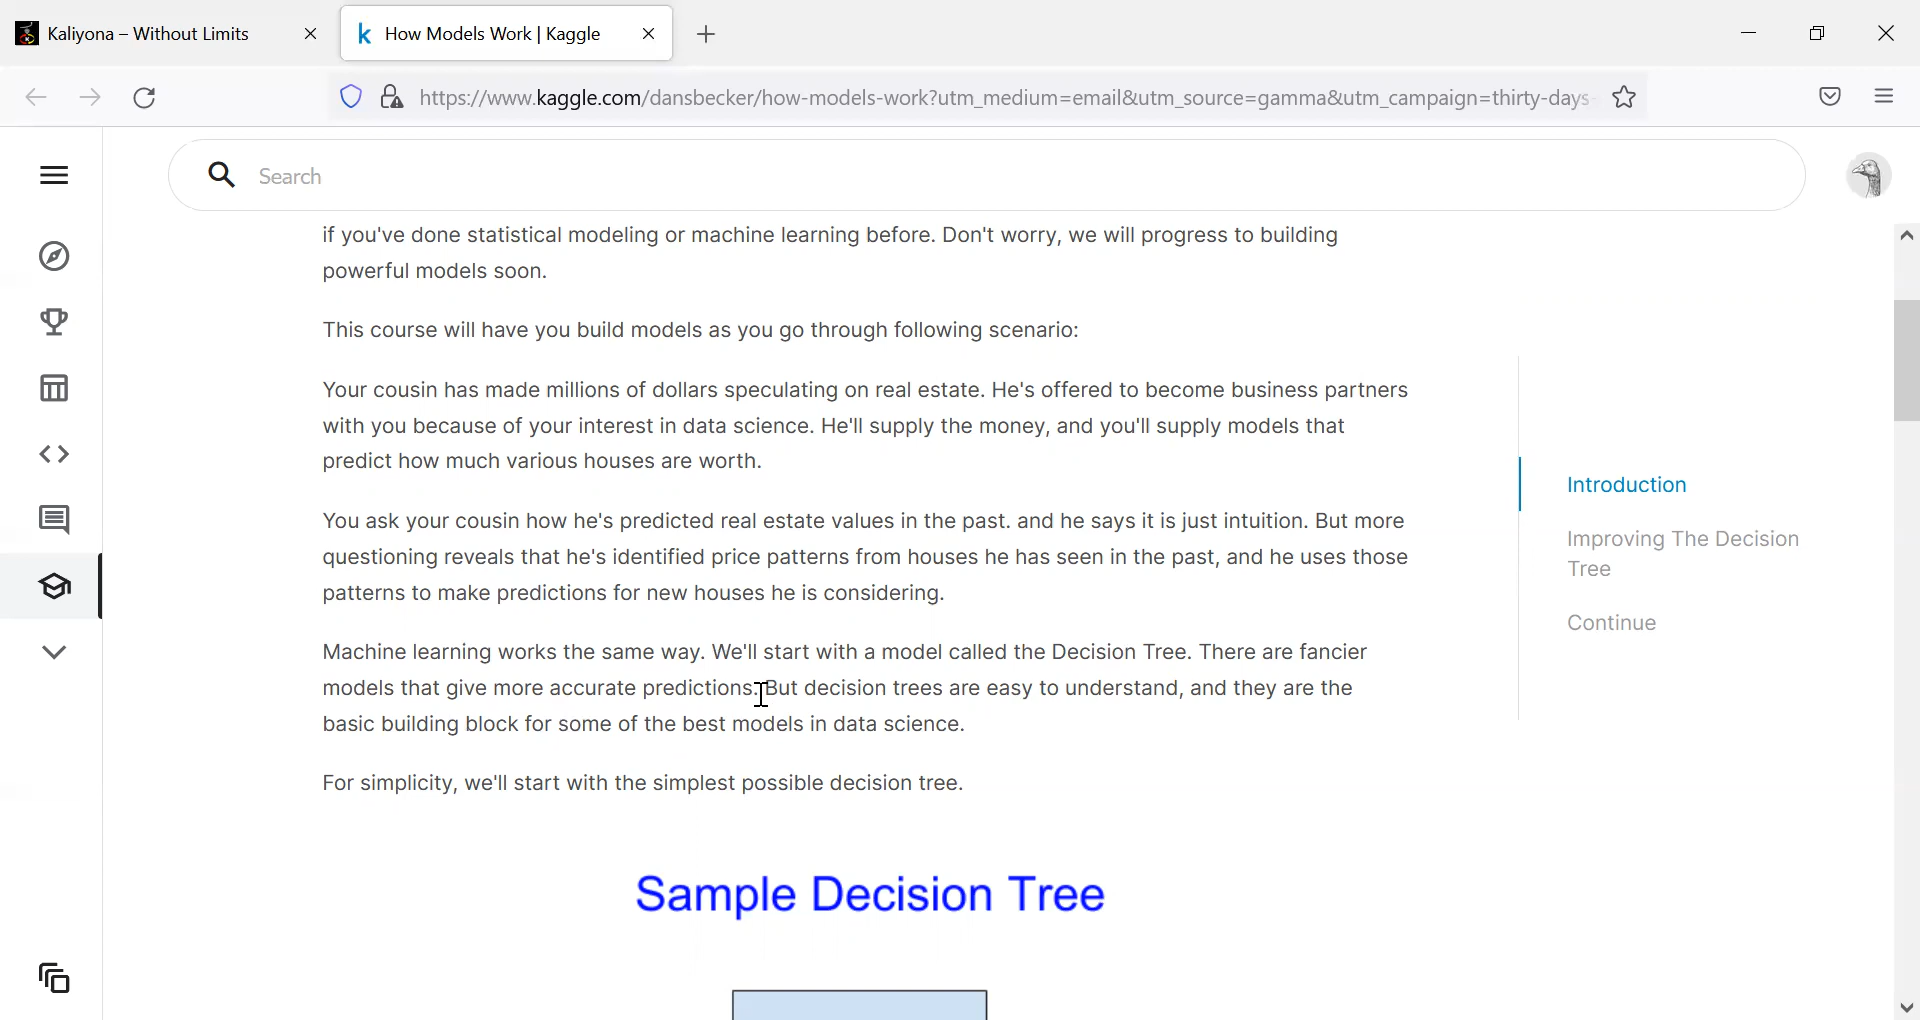 Kaliyona – Without Limits
How Models Work | Kaggle
https://www.kaggle.com/dansbecker/how-models-work?utm_medium=email&utm_source=gamma&utm_campaign=thirty-days-
Search
if you've done statistical modeling or machine learning before. Don't worry, we will progress to building
powerful models soon.
This course will have you build models as you go through following scenario:
Your cousin has made millions of dollars speculating on real estate. He's offered to become business partners
with you because of your interest in data science. He'll supply the money, and you'll supply models that
predict how much various houses are worth.
You ask your cousin how he's predicted real estate values in the past. and he says it is just intuition. But more
questioning reveals that he's identified price patterns from houses he has seen in the past, and he uses those
patterns to make predictions for new houses he is considering.
Machine learning works the same way. We'll start with a model called the Decision Tree. There are fancier
models that give more accurate predictions. But decision trees are easy to understand, and they are the
basic building block for some of the best models in data science.
For simplicity, we'll start with the simplest possible decision tree.
Sample Decision Tree
Introduction
Improving The Decision
Tree
Continue